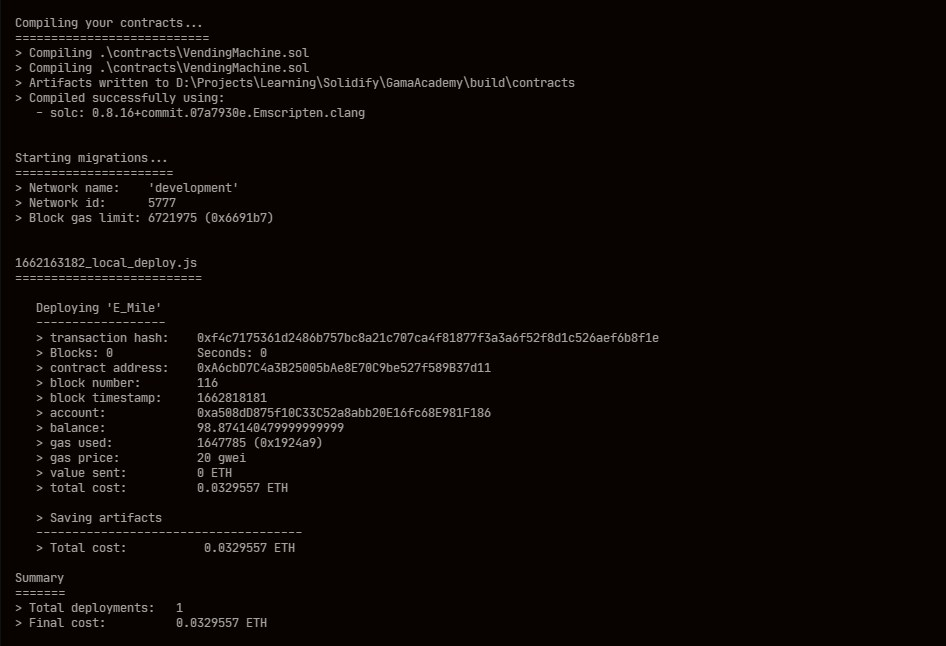 Compiling your contracts...
===========================
> Compiling .\contracts\VendingMachine.sol
> Compiling .\contracts\VendingMachine.sol
> Artifacts written to D:\Projects\Learning\Solidify\GamaAcademy\build\contracts
> Compiled successfully using:
   - solc: 0.8.16+commit.07a7930e.Emscripten.clang
Starting migrations...
======================
> Network name:    'development'
> Network id:      5777
> Block gas limit: 6721975 (0x6691b7)
1662163182_local_deploy.js
==========================
   Deploying 'E_Mile'
   ------------------
   > transaction hash:    0xf4c7175361d2486b757bc8a21c707ca4f81877f3a3a6f52f8d1c526aef6b8f1e
   > Blocks: 0            Seconds: 0
   > contract address:    0xA6cbD7C4a3B25005bAe8E70C9be527f589B37d11
   > block number:        116
   > block timestamp:     1662818181
   > account:             0xa508dD875f10C33C52a8abb20E16fc68E981F186
   > balance:             98.874140479999999999
   > gas used:            1647785 (0x1924a9)
   > gas price:           20 gwei
   > value sent:          0 ETH
   > total cost:          0.0329557 ETH
   > Saving artifacts
   -------------------------------------
   > Total cost:           0.0329557 ETH
Summary
=======
> Total deployments:   1
> Final cost:          0.0329557 ETH